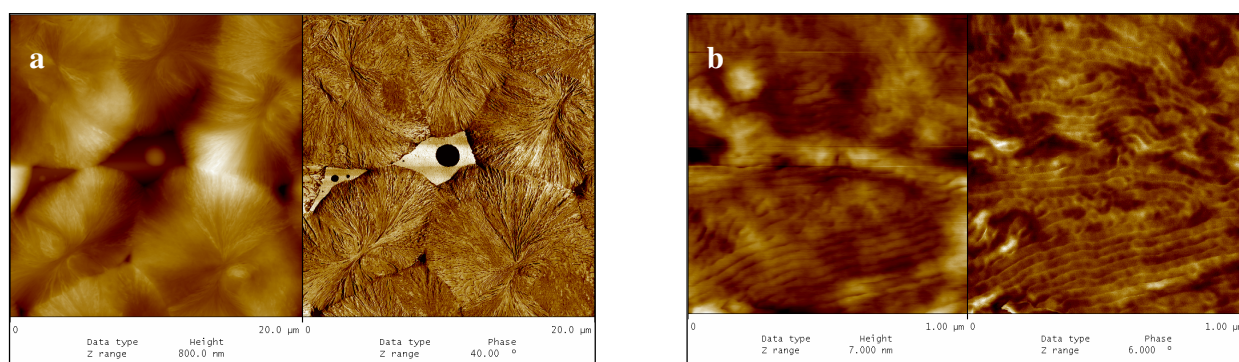 a
0 20.0 µm 0 20.0 µm
Data type Height Data type Phase
Z range 800.0 nm Z range 40.00 °
b
0 1.00 µm 0 1.00 µm
Data type Height Data type Phase
Z range 7.000 nm Z range 6.000 °